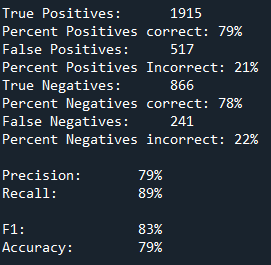 True Positives: 1915
Percent Positives correct: 79%
False Positives: 517
Percent Positives Incorrect: 21%
True Negatives: 866
Percent Negatives correct: 78%
False Negatives: 241
Percent Negatives incorrect: 22%
Precision: 79%
Recall: 89%
F1: 83%
Accuracy: 79%